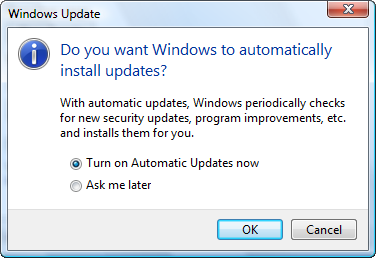 Windows Update
Do you want Windows to automatically
install updates?
With automatic updates, Windows periodically checks
for new security updates, program improvements, etc.
and installs them for you.
Turn on Automatic Updates now
Ask me later
OK Cancel